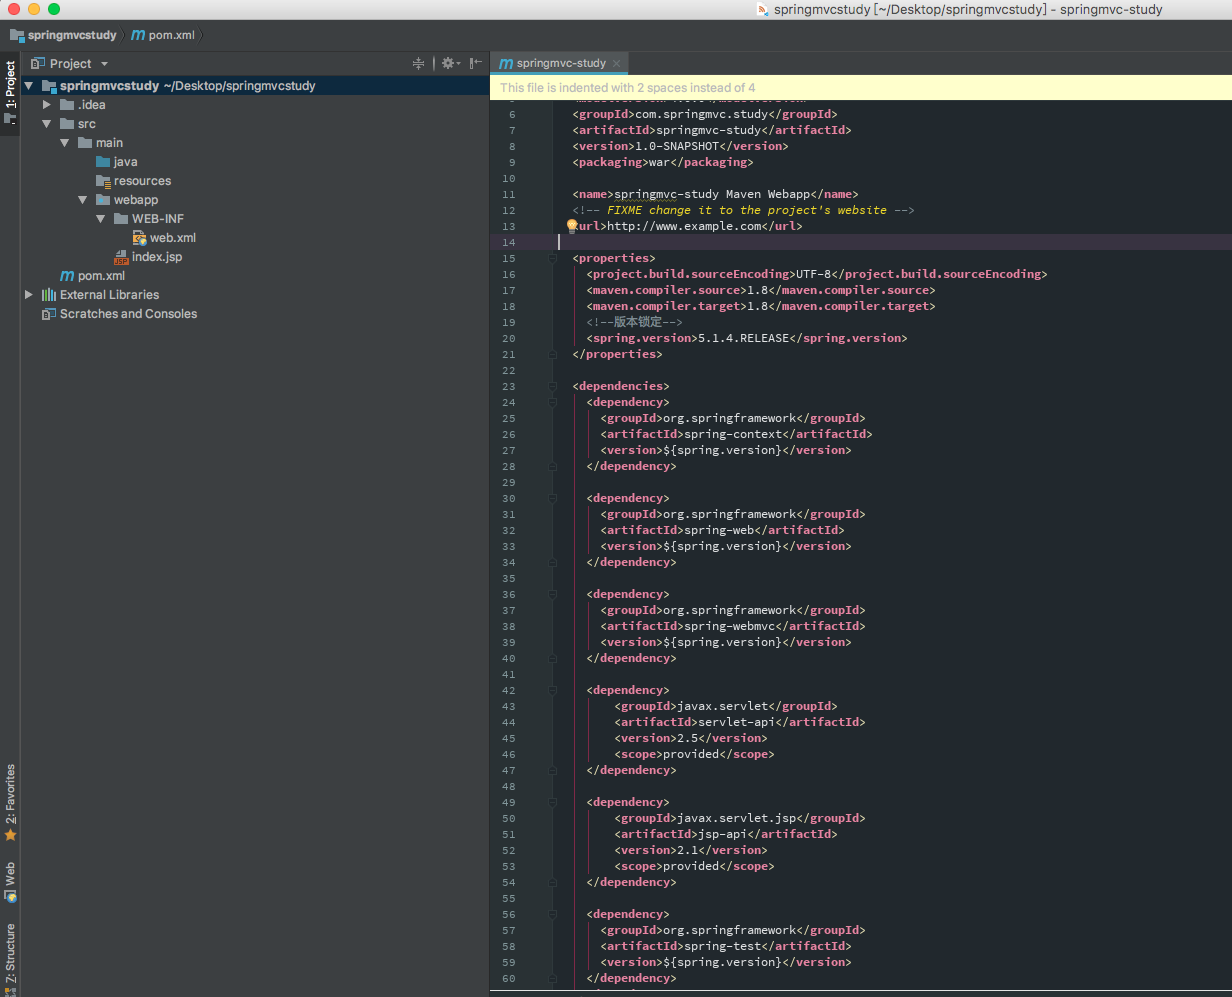 springmvcstudy [~/Desktop/springmvcstudy] - springmvc-study
springmvcstudy
pom.xml
1: Project
2: Favorites
Web
7: Structure
Project
springmvcstudy ~/Desktop/springmvcstudy
.idea
src
main
java
resources
webapp
WEB-INF
web.xml
index.jsp
pom.xml
External Libraries
Scratches and Consoles
springmvc-study
This file is indented with 2 spaces instead of 4
6 <groupId>com.springmvc.study</groupId>
7 <artifactId>springmvc-study</artifactId>
8 <version>1.0-SNAPSHOT</version>
9 <packaging>war</packaging>
10
11 <name>springmvc-study Maven Webapp</name>
12 <!-- FIXME change it to the project's website -->
13 url>http://www.example.com</url>
14
15 <properties>
16 <project.build.sourceEncoding>UTF-8</project.build.sourceEncoding>
17 <maven.compiler.source>1.8</maven.compiler.source>
18 <maven.compiler.target>1.8</maven.compiler.target>
19 <!--版本锁定-->
20 <spring.version>5.1.4.RELEASE</spring.version>
21 </properties>
22
23 <dependencies>
24 <dependency>
25 <groupId>org.springframework</groupId>
26 <artifactId>spring-context</artifactId>
27 <version>${spring.version}</version>
28 </dependency>
29
30 <dependency>
31 <groupId>org.springframework</groupId>
32 <artifactId>spring-web</artifactId>
33 <version>${spring.version}</version>
34 </dependency>
35
36 <dependency>
37 <groupId>org.springframework</groupId>
38 <artifactId>spring-webmvc</artifactId>
39 <version>${spring.version}</version>
40 </dependency>
41
42 <dependency>
43 <groupId>javax.servlet</groupId>
44 <artifactId>servlet-api</artifactId>
45 <version>2.5</version>
46 <scope>provided</scope>
47 </dependency>
48
49 <dependency>
50 <groupId>javax.servlet.jsp</groupId>
51 <artifactId>jsp-api</artifactId>
52 <version>2.1</version>
53 <scope>provided</scope>
54 </dependency>
55
56 <dependency>
57 <groupId>org.springframework</groupId>
58 <artifactId>spring-test</artifactId>
59 <version>${spring.version}</version>
60 </dependency>